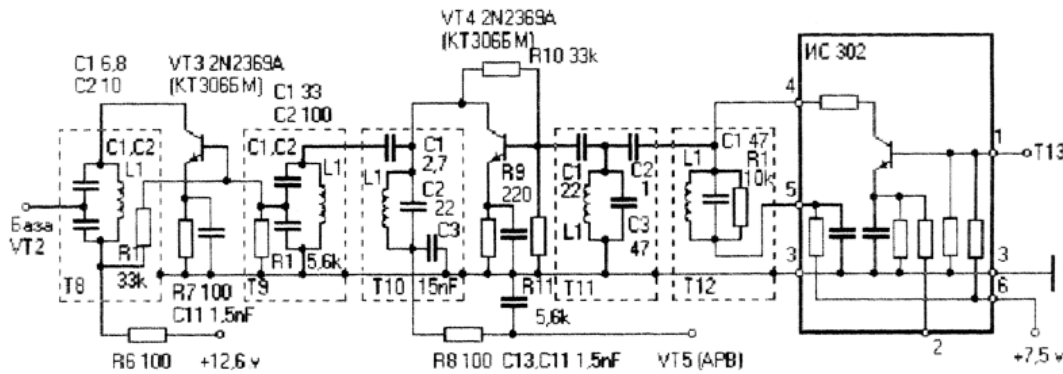 VT4 2N2369A
(КТ3066М)
R10 33k
ИС 302
C1 6,8
C2 10
VT3 2N2369A
(КТ3066М)
C1 33
C2 100
4
1
T13
C1,C2
L1
C1,C2
L1
L1
C1
2,7
C2
22
C3
R9
220
C1
22
C2
1
L1
C3
47
L1
C1 47
R1
10k
5
База
VT2
R1
33k
R1 5,6k
15nF
R11
3
3
6
T8
R7 100
T9
T10
T11
T12
C11 1,5nF
5,6k
R6 100
+12,6 v
R8 100
C13,C11 1,5nF
VT5 (АРВ)
2
+7,5 v